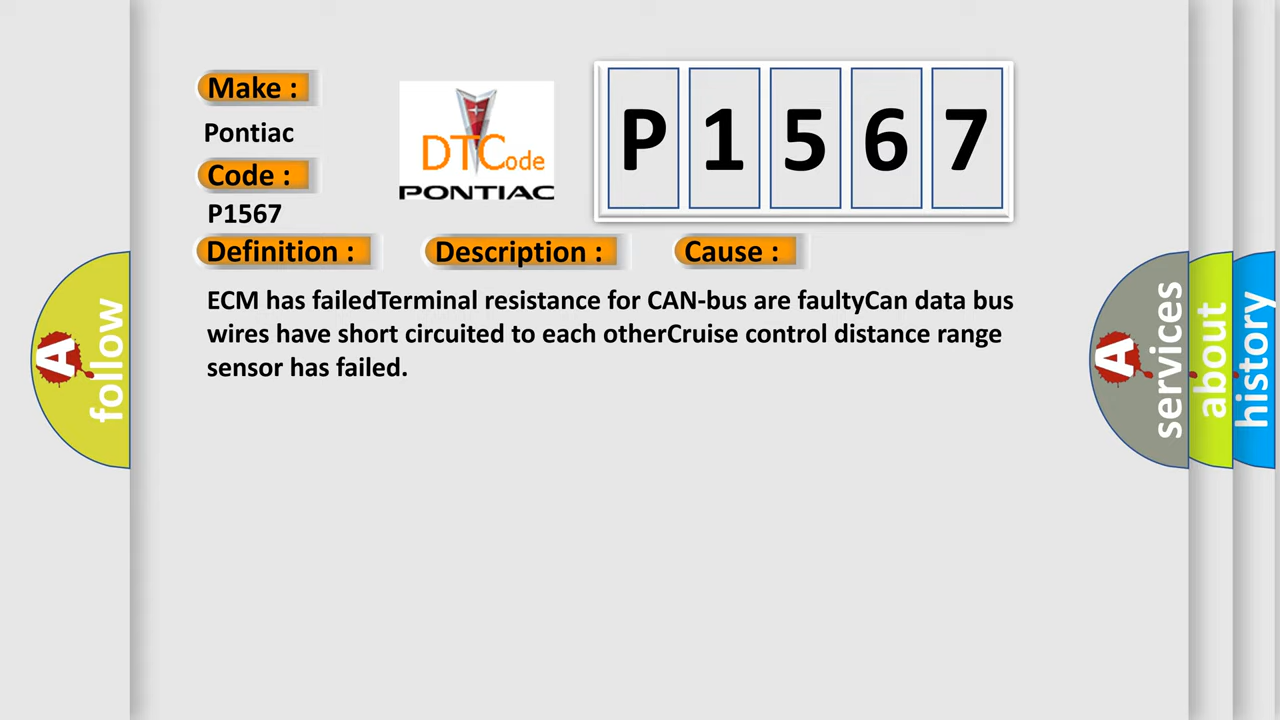 Make :
Pontiac
Code :
P1567
DTCode
PONTIAC
P 1 5 6 7
Definition :
Description :
Cause :
ECM has failedTerminal resistance for CAN-bus are faultyCan data bus
wires have short circuited to each otherCruise control distance range
sensor has failed.
A follow
A services
about
history